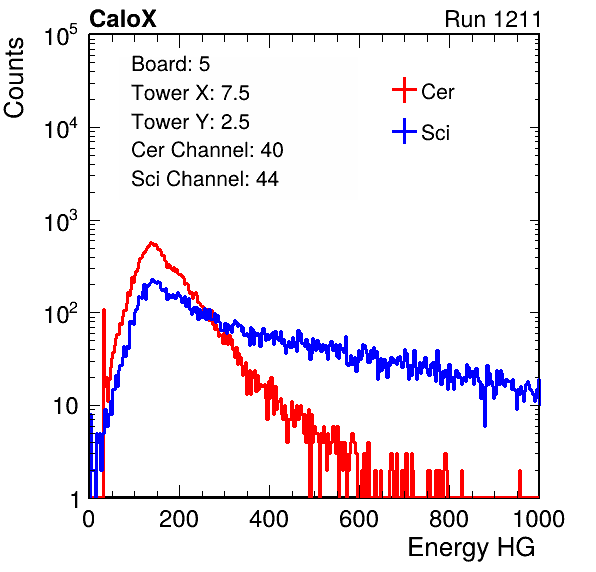 CaloX Run 1211
Counts
10^5
10^4
10^3
10^2
10
1
Board: 5
Tower X: 7.5
Tower Y: 2.5
Cer Channel: 40
Sci Channel: 44
Cer
Sci
0 200 400 600 800 1000
Energy HG